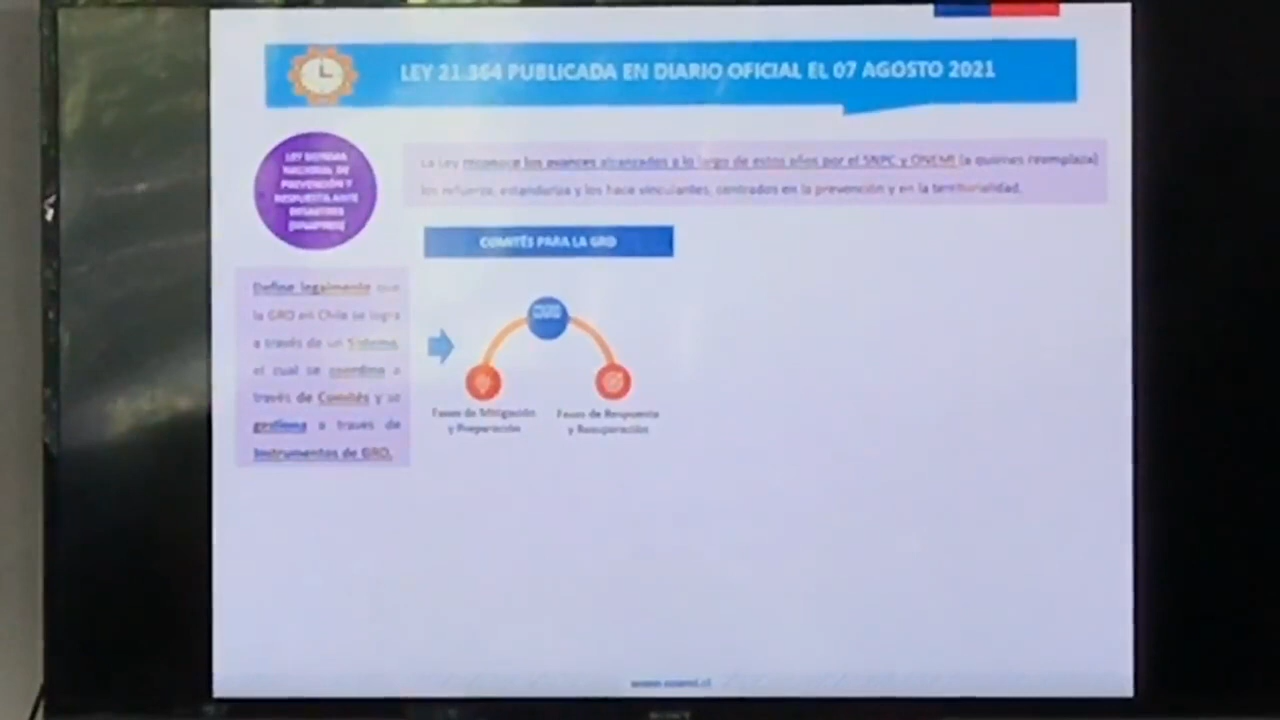 LEY 21.364 PUBLICADA EN DIARIO OFICIAL EL 07 AGOSTO 2021
LEY SISTEMA
NACIONAL DE
PREVENCIÓN Y
RESPUESTA ANTE
DESASTRES
La Ley reconoce los avances alcanzados a lo largo de estos años por el SNPC y ONEMI (a quienes reemplaza)
los refuerza, estandariza y los hace vinculantes, centrados en la prevención y en la territorialidad.
COMITÉS PARA LA GRD
Define legalmente que
la GRD en Chile se logra
a través de un Sistema,
el cual se coordina a
través de Comités y se
gestiona a través de
Instrumentos de GRD.
Fases de Mitigación
y Preparación
Fases de Respuesta
y Recuperación
www.onemi.cl
SONY